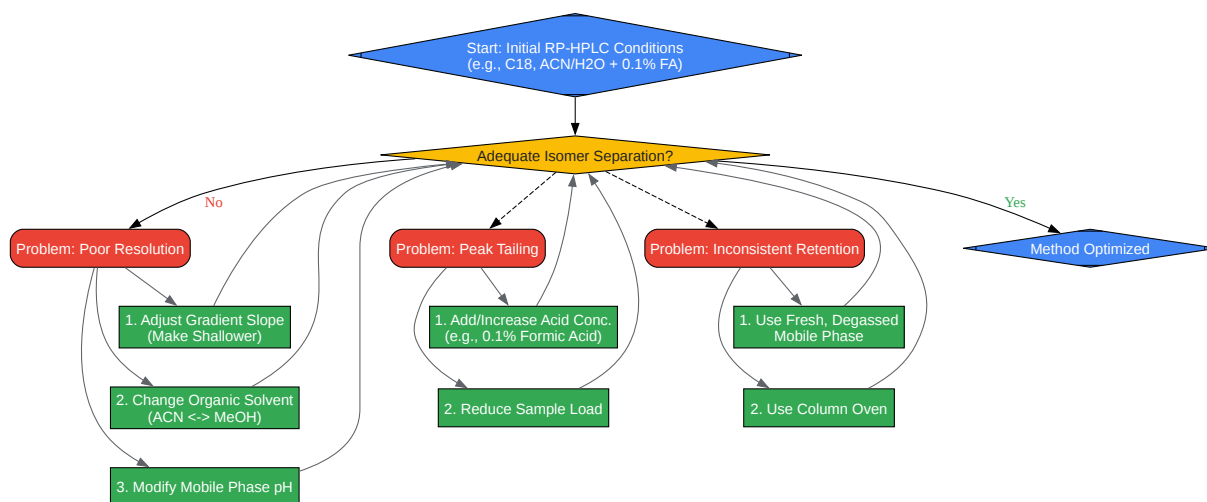 Start: Initial RP-HPLC Conditions
(e.g., C18, ACN/H2O + 0.1% FA)
Adequate Isomer Separation?
No
Yes
Problem: Poor Resolution
Problem: Peak Tailing
Problem: Inconsistent Retention
Method Optimized
1. Adjust Gradient Slope
(Make Shallower)
1. Add/Increase Acid Conc.
(e.g., 0.1% Formic Acid)
1. Use Fresh, Degassed
Mobile Phase
2. Change Organic Solvent
(ACN <-> MeOH)
2. Reduce Sample Load
2. Use Column Oven
3. Modify Mobile Phase pH